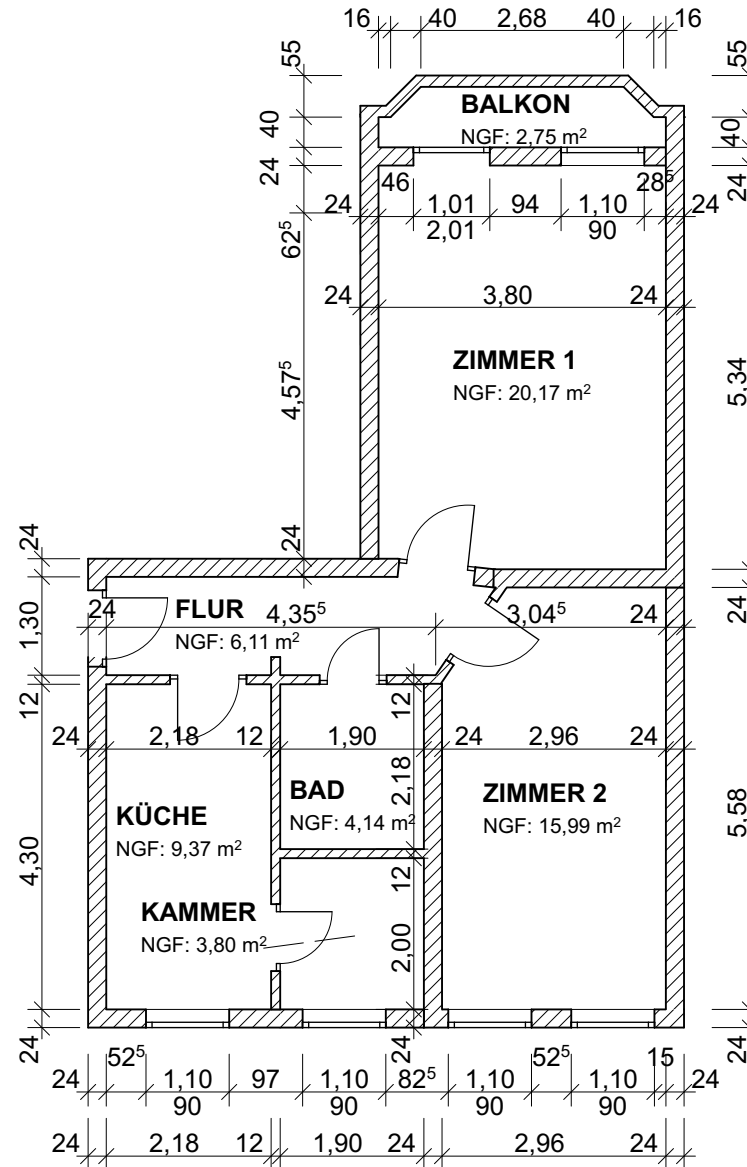 16 40 2,68 40 16
55 55
BALKON
NGF: 2,75 m²
40 40
24 24
46 28⁵
24 1,01 94 1,10 24
2,01 90
62⁵
24 3,80 24
ZIMMER 1
NGF: 20,17 m²
4,57⁵ 5,34
24 24
FLUR
NGF: 6,11 m²
24 4,35⁵ 3,04⁵ 24 24
1,30
12 12
24 2,18 12 1,90 24 2,96 24
2,18
KÜCHE
NGF: 9,37 m²
BAD
NGF: 4,14 m²
ZIMMER 2
NGF: 15,99 m²
4,30 5,58
12
KAMMER
NGF: 3,80 m²
2,00
24 24 24
52⁵ 52⁵ 15
24 1,10 97 1,10 82⁵ 1,10 1,10 24
90 90 90 90
24 2,18 12 1,90 24 2,96 24